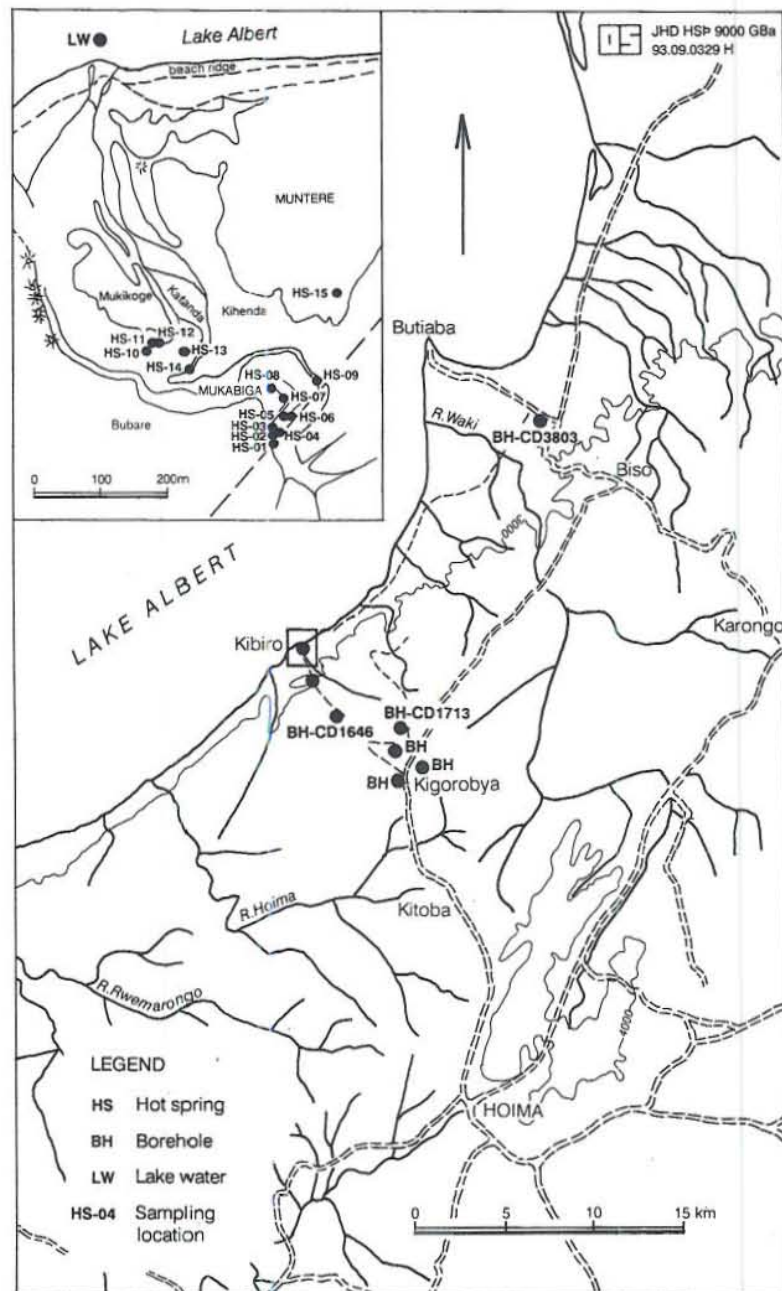 LW
Lake Albert
beach ridge
MUNTERE
HS-15
Mukikoge
Kafanda
Kihenda
HS-11
HS-12
HS-10
HS-13
HS-14
HS-08
HS-09
MUKABIGA
HS-07
HS-05
HS-06
HS-03
HS-02
HS-04
HS-01
Bubare
0 100 200m
JHD HSÞ 9000 GBa
93.09.0329 H
Butiaba
R.Waki
BH-CD3803
Biso
3000
LAKE ALBERT
Karongo
Kibiro
BH-CD1713
BH-CD1646
BH
BH
BH
Kigorobya
R.Hoima
Kitoba
R.Rwemarongo
4000
HOIMA
LEGEND
HS Hot spring
BH Borehole
LW Lake water
HS-04 Sampling
location
0 5 10 15 km